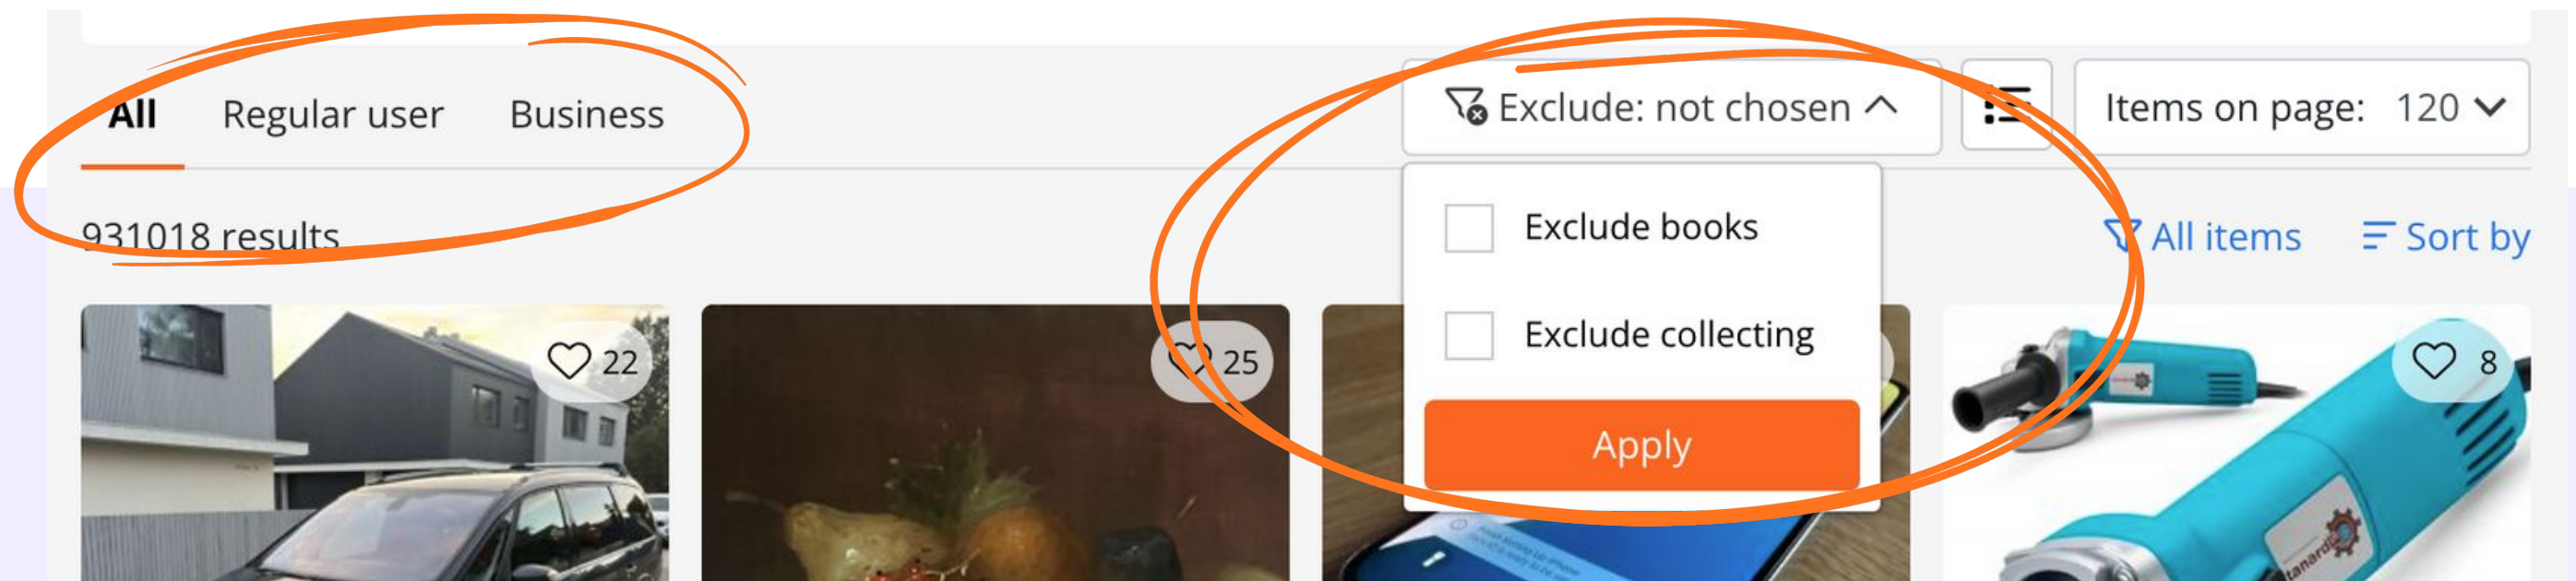 All Regular user Business
Exclude: not chosen
Items on page: 120
Exclude books
Exclude collecting
Apply
931018 results
All items
Sort by
22
25
8